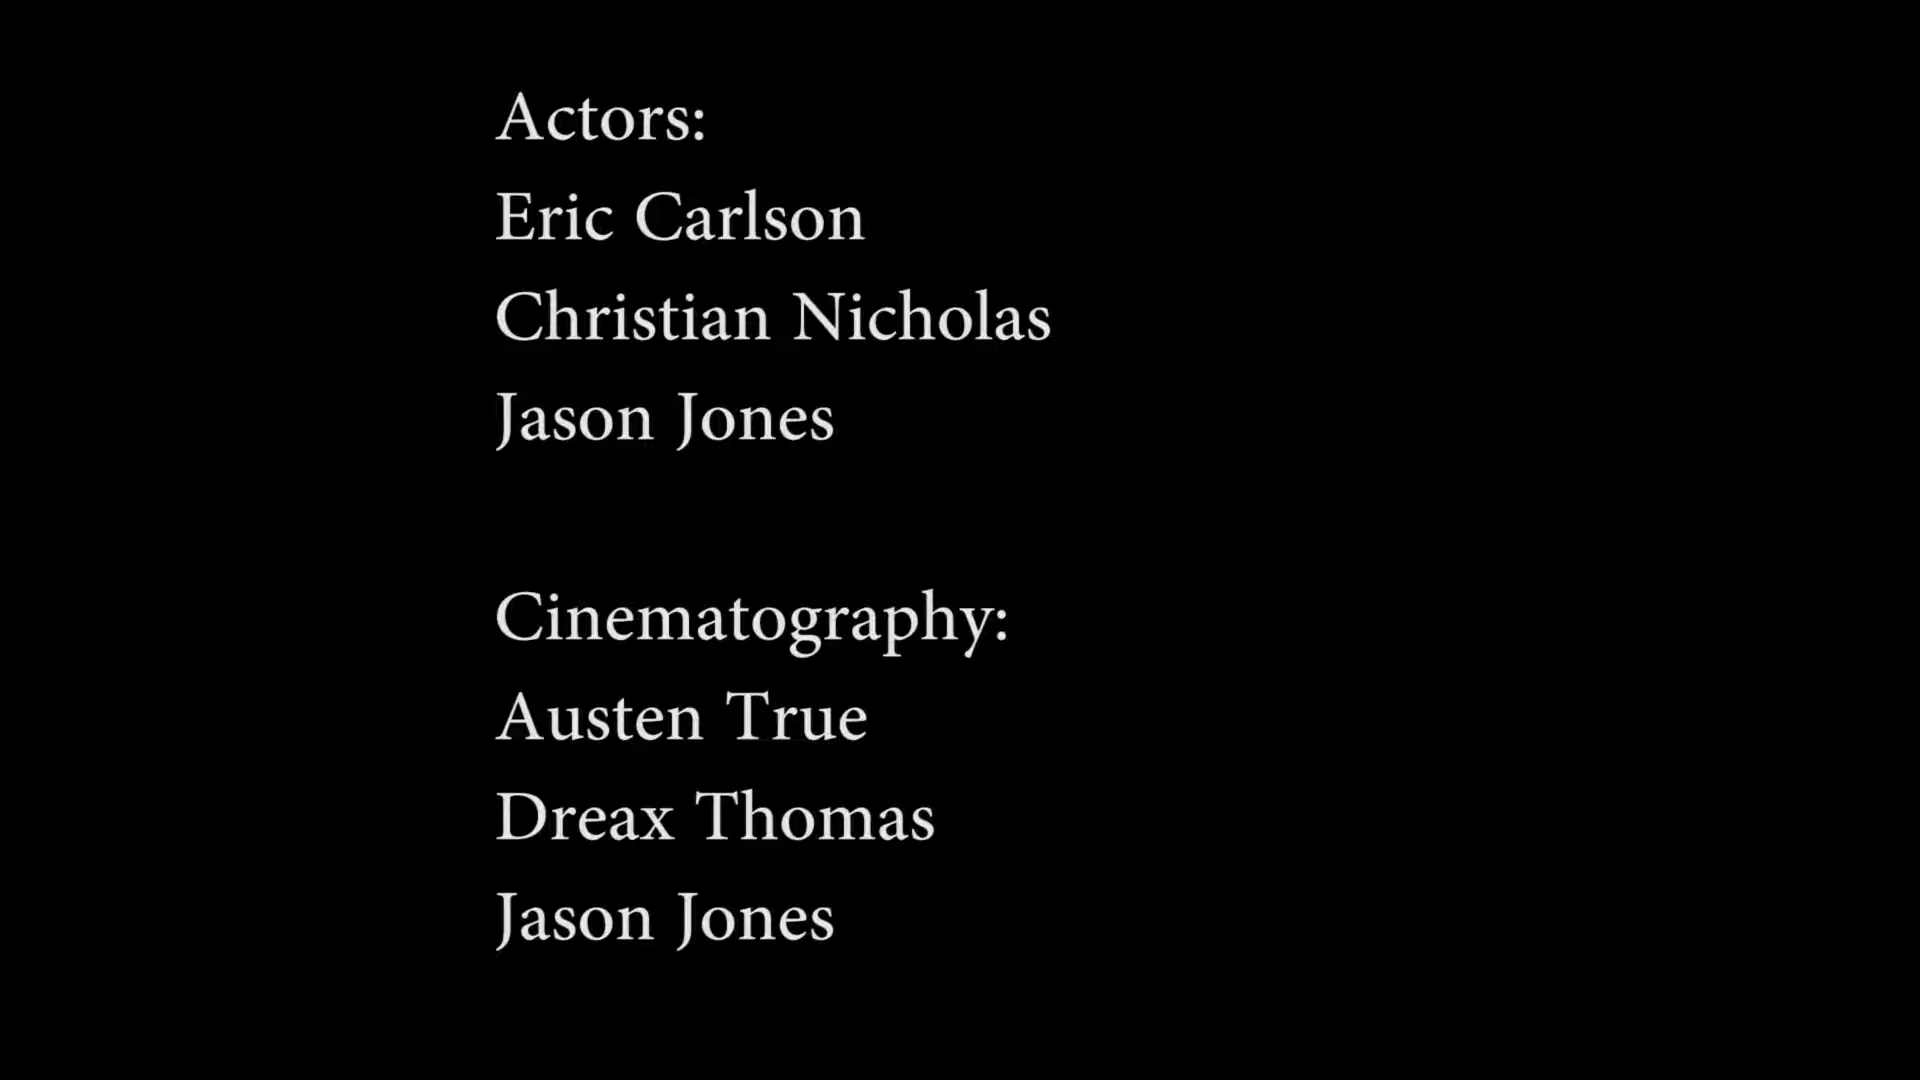 Actors:
Eric Carlson
Christian Nicholas
Jason Jones
Cinematography:
Austen True
Dreax Thomas
Jason Jones